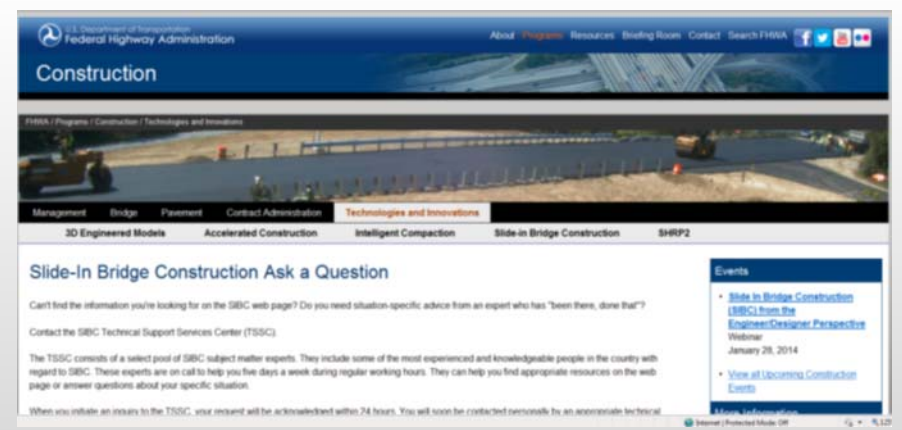 U.S. Department of Transportation
Federal Highway Administration
About Programs Resources Briefing Room Contact Search FHWA
Construction
FHWA / Programs / Construction / Technologies and Innovations
Management Bridge Pavement Contract Administration Technologies and Innovations
3D Engineered Models Accelerated Construction Intelligent Compaction Slide-in Bridge Construction SHRP2
Slide-In Bridge Construction Ask a Question
Can't find the information you're looking for on the SIBC web page? Do you need situation-specific advice from an expert who has "been there, done that"?
Contact the SIBC Technical Support Services Center (TSSC).
The TSSC consists of a select pool of SIBC subject matter experts. They include some of the most experienced and knowledgeable people in the country with
regard to SIBC. These experts are on call to help you five days a week during regular working hours. They can help you find appropriate resources on the web
page or answer questions about your specific situation.
When you initiate an inquiry to the TSSC, your request will be acknowledged within 24 hours. You will soon be contacted personally by an appropriate technical
Events
• Slide In Bridge Construction
(SIBC) from the
Engineer/Designer Perspective
Webinar
January 28, 2014
• View all Upcoming Construction
Events
More Information
Internet | Protected Mode: Off